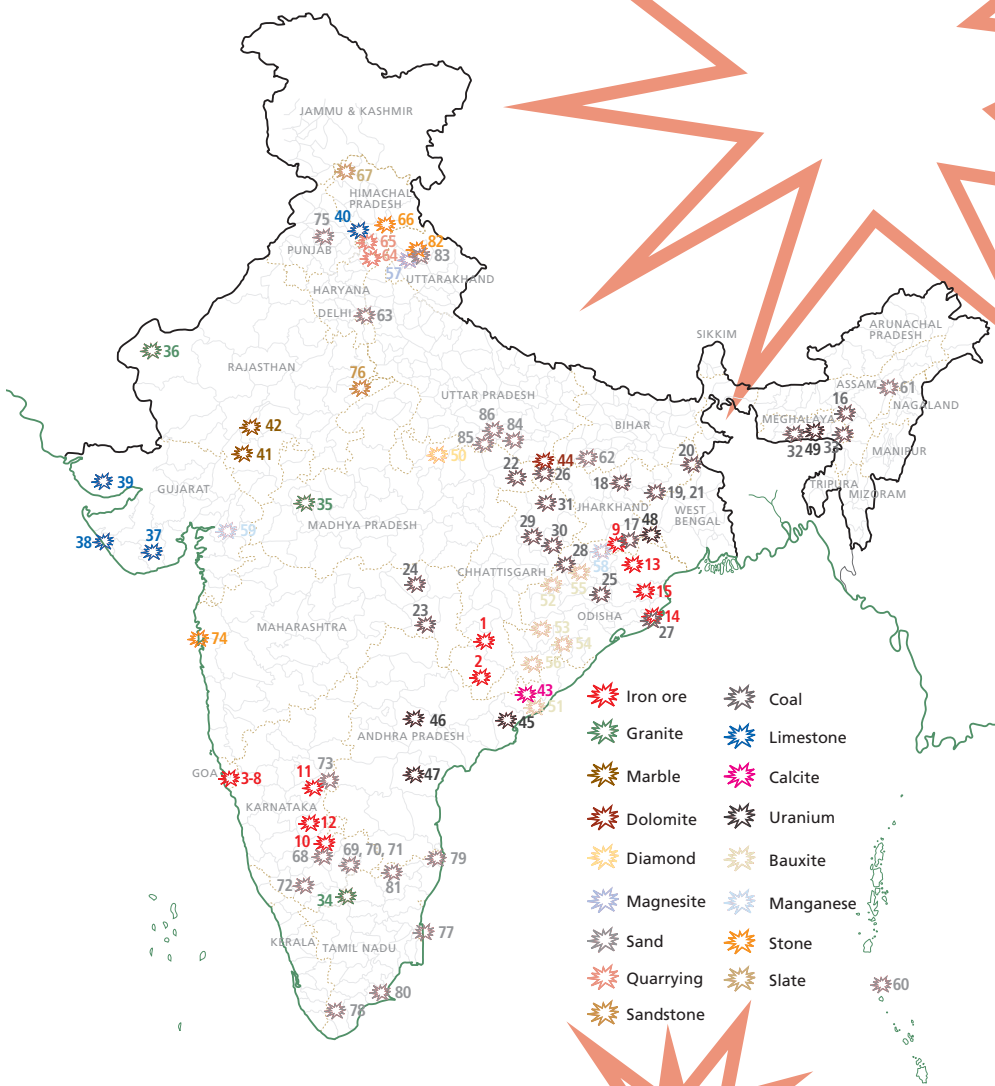 JAMMU & KASHMIR
67
HIMACHAL
PRADESH
75
40
66
65
64
82
83
57
PUNJAB
UTTARAKHAND
HARYANA
DELHI
63
SIKKIM
ARUNACHAL
PRADESH
36
RAJASTHAN
76
UTTAR PRADESH
ASSAM
61
NAGALAND
16
MEGHALAYA
32
49
33
MANIPUR
TRIPURA
MIZORAM
42
41
86
84
85
50
BIHAR
44
62
20
22
26
18
19, 21
39
GUJARAT
35
31
JHARKHAND
WEST
BENGAL
MADHYA PRADESH
59
38
37
29
30
9
17
48
28
58
13
CHHATTISGARH
24
52
55
25
15
ODISHA
14
27
23
MAHARASHTRA
74
1
53
54
2
56
43
51
46
45
ANDHRA PRADESH
GOA
3-8
11
73
47
KARNATAKA
12
10
68
69, 70, 71
79
72
34
81
77
KERALA
TAMIL NADU
80
78
60
Iron ore
Coal
Granite
Limestone
Marble
Calcite
Dolomite
Uranium
Diamond
Bauxite
Magnesite
Manganese
Sand
Stone
Quarrying
Slate
Sandstone